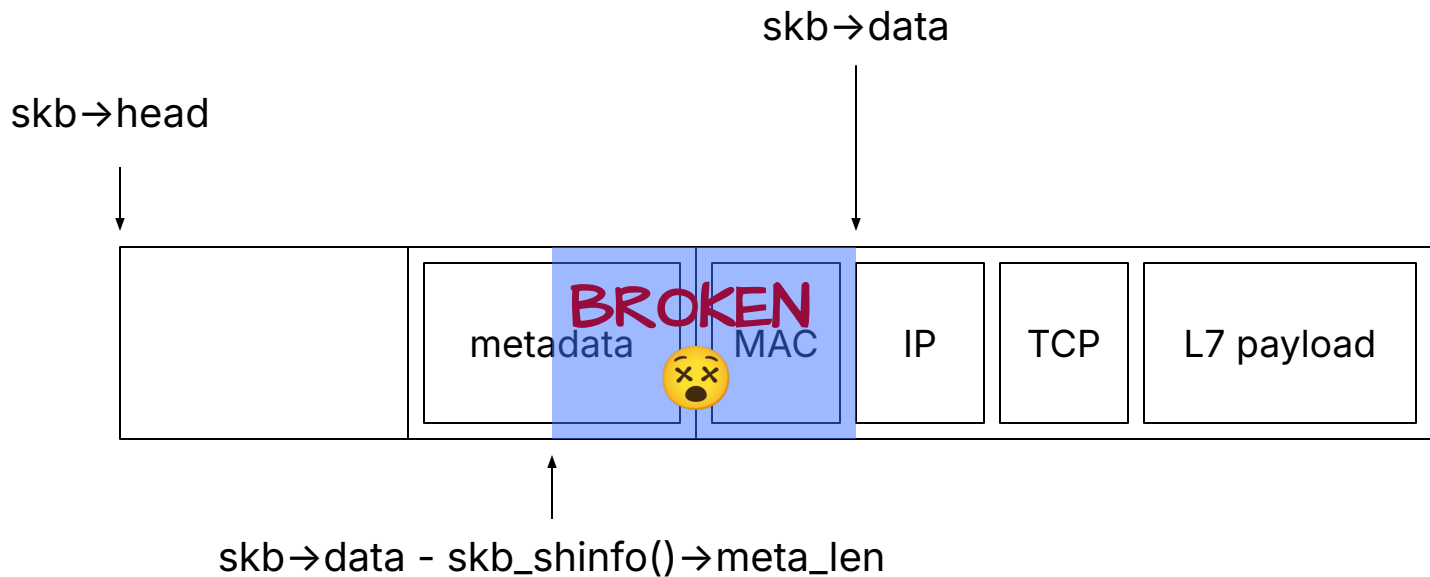 skb→data
skb→head
BROKEN
metadata
MAC
IP
TCP
L7 payload
skb→data - skb_shinfo()→meta_len